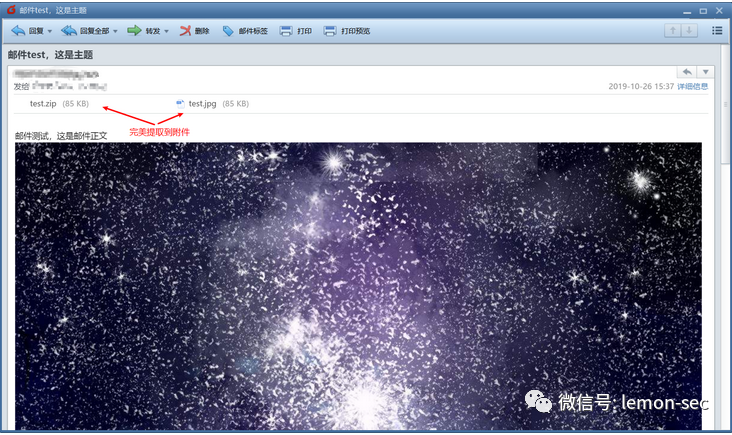 邮件test，这是主题
回复 回复全部 转发 删除 邮件标签 打印 打印预览
邮件test，这是主题
发给
2019-10-26 15:37 详细信息
test.zip (85 KB) test.jpg (85 KB)
完美提取到附件
邮件测试，这是邮件正文
微信号: lemon-sec